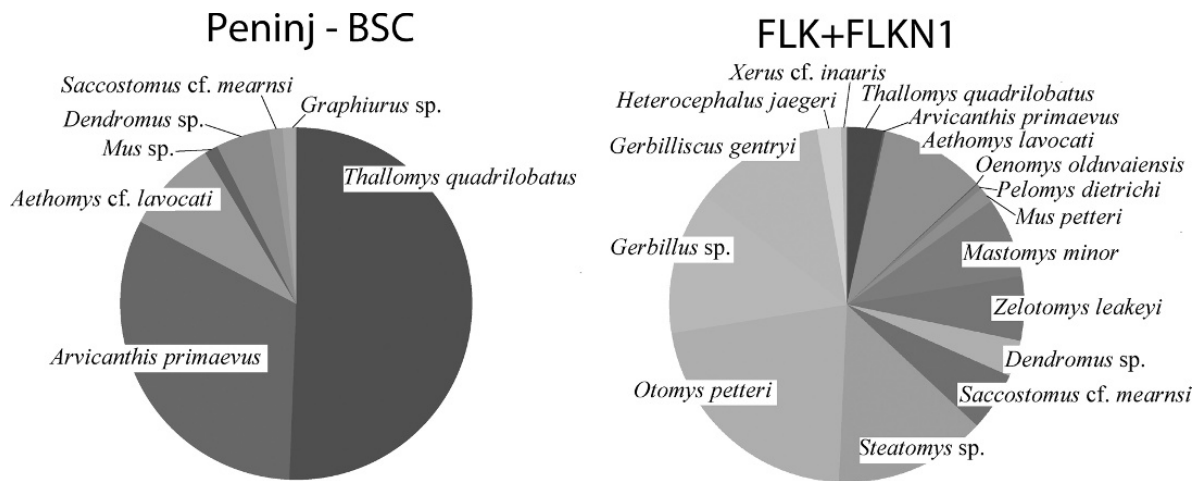 Peninj - BSC
Saccostomus cf. mearnsi
Graphiurus sp.
Dendromus sp.
Mus sp.
Thallomys quadrilobatus
Aethomys cf. lavocati
Arvicanthis primaevus
FLK+FLKN1
Xerus cf. inauris
Heterocephalus jaegeri
Thallomys quadrilobatus
Arvicanthis primaevus
Gerbilliscus gentryi
Aethomys lavocati
Oenomys olduvaiensis
Pelomys dietrichi
Mus petteri
Gerbillus sp.
Mastomys minor
Zelotomys leakeyi
Dendromus sp.
Otomys petteri
Saccostomus cf. mearnsi
Steatomys sp.